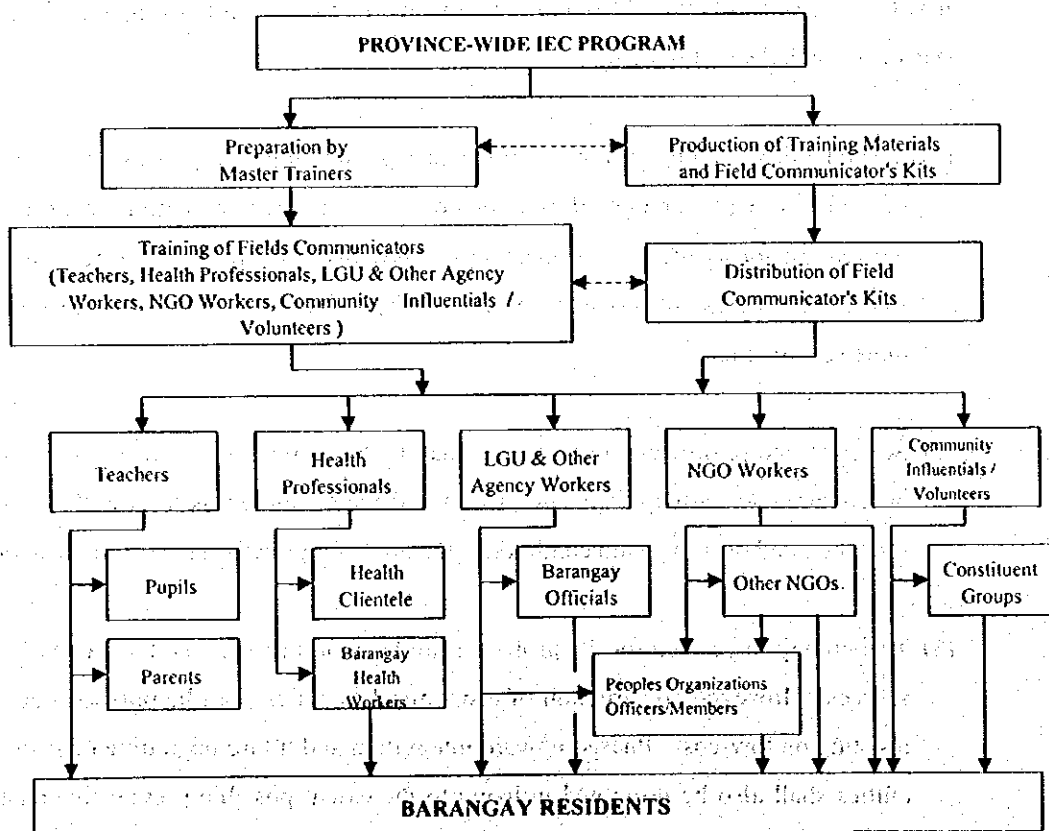 PROVINCE-WIDE IEC PROGRAM
Preparation by
Master Trainers
Production of Training Materials
and Field Communicator's Kits
Training of Fields Communicators
(Teachers, Health Professionals, LGU & Other Agency
Workers, NGO Workers, Community Influentials /
Volunteers )
Distribution of Field
Communicator's Kits
Teachers
Health
Professionals
LGU & Other
Agency Workers
NGO Workers
Community
Influentials /
Volunteers
Pupils
Health
Clientele
Barangay
Officials
Other NGOs.
Constituent
Groups
Parents
Barangay
Health
Workers
Peoples Organizations
Officers/Members
BARANGAY RESIDENTS